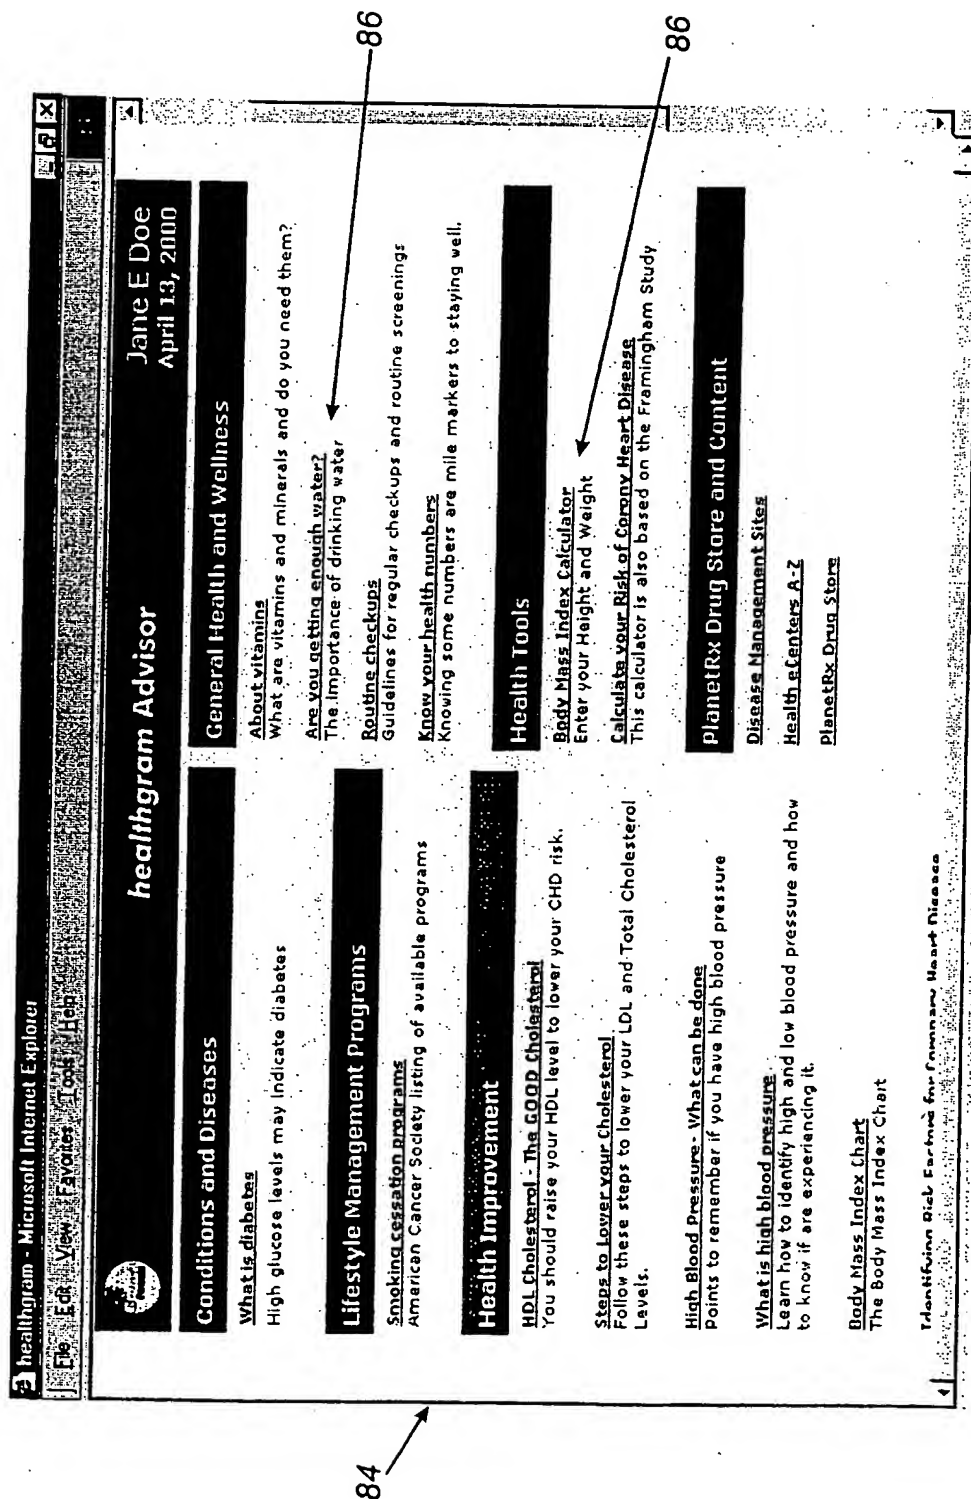 healthgram - Microsoft Internet Explorer
File Edit View Favorites Tools Help
healthgram Advisor
Jane E Doe
April 13, 2000
Conditions and Diseases
What is diabetes
High glucose levels may indicate diabetes
Lifestyle Management Programs
Smoking cessation programs
American Cancer Society listing of available programs
Health Improvement
HDL Cholesterol - The GOOD Cholesterol
You should raise your HDL level to lower your CHD risk.
Steps to Lower your Cholesterol
Follow these steps to lower your LDL and Total Cholesterol
Levels.
High Blood Pressure - What can be done
Points to remember if you have high blood pressure
What is high blood pressure
Learn how to identify high and low blood pressure and how
to know if are experiencing it.
Body Mass Index Chart
The Body Mass Index Chart
Identifying Risk Factors for Coronary Heart Disease
General Health and Wellness
About vitamins
What are vitamins and minerals and do you need them?
Are you getting enough water?
The Importance of drinking water
Routine checkups
Guidelines for regular checkups and routine screenings
Know your health numbers
Knowing some numbers are mile markers to staying well.
Health Tools
Body Mass Index Calculator
Enter your Height and Weight
Calculate your Risk of Corony Heart Disease
This calculator is also based on the Framingham Study
PlanetRx Drug Store and Content
Disease Management Sites
Health eCenters A-Z
PlanetRx Drug Store
84
86
86